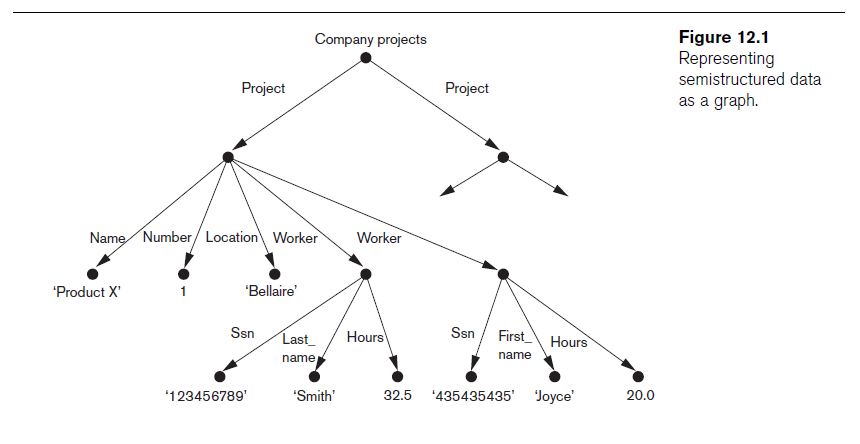 Company projects
Figure 12.1
Representing
semistructured data
as a graph.
Project
Project
Name
Number
Location
Worker
Worker
‘Product X’
1
‘Bellaire’
Ssn
Last_
name
Hours
Ssn
First_
name
Hours
‘123456789’
‘Smith’
32.5
‘435435435’
‘Joyce’
20.0